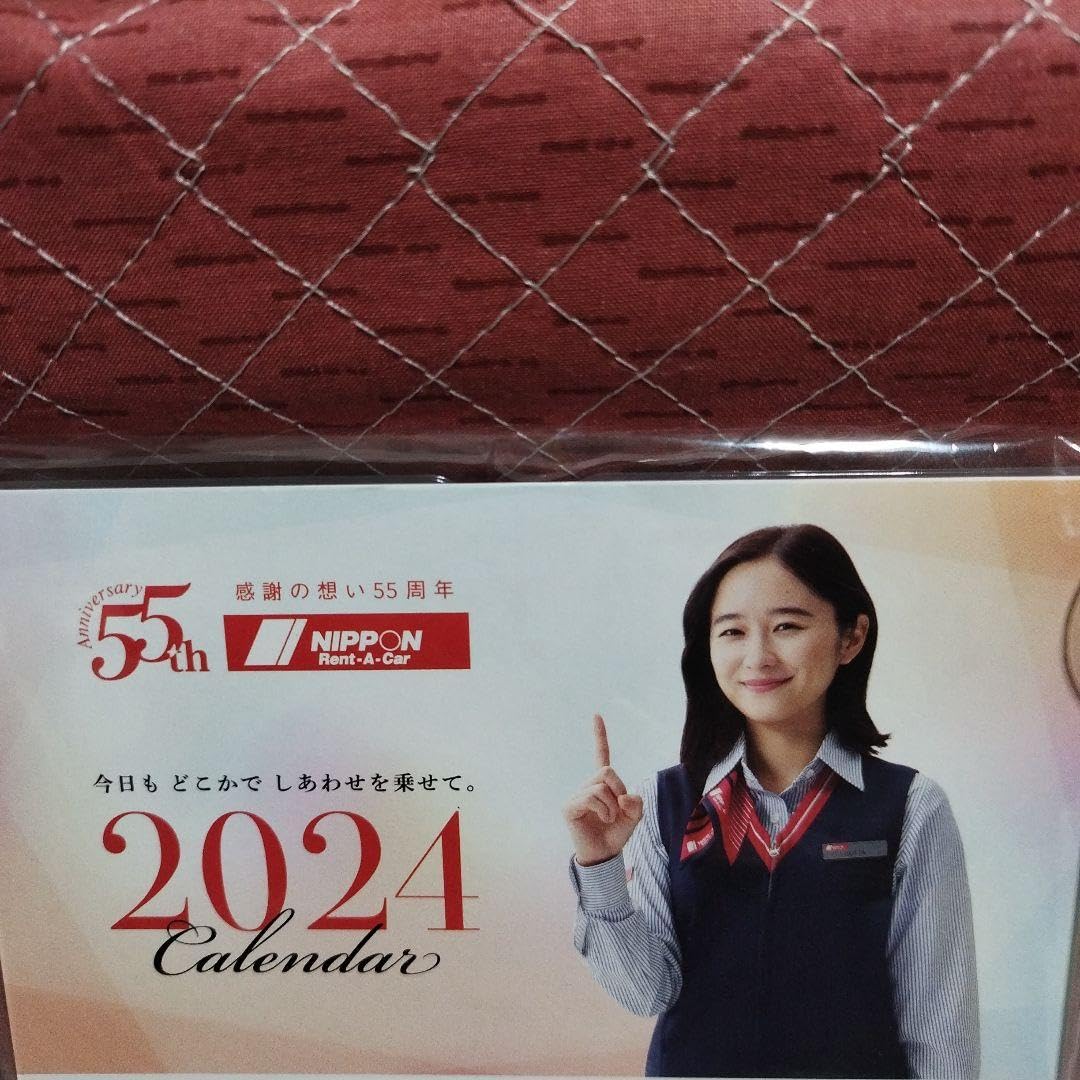 Anniversary
55th
感謝の想い55周年
NIPPON
Rent-A-Car
今日も どこかで しあわせを乗せて。
2024
Calendar